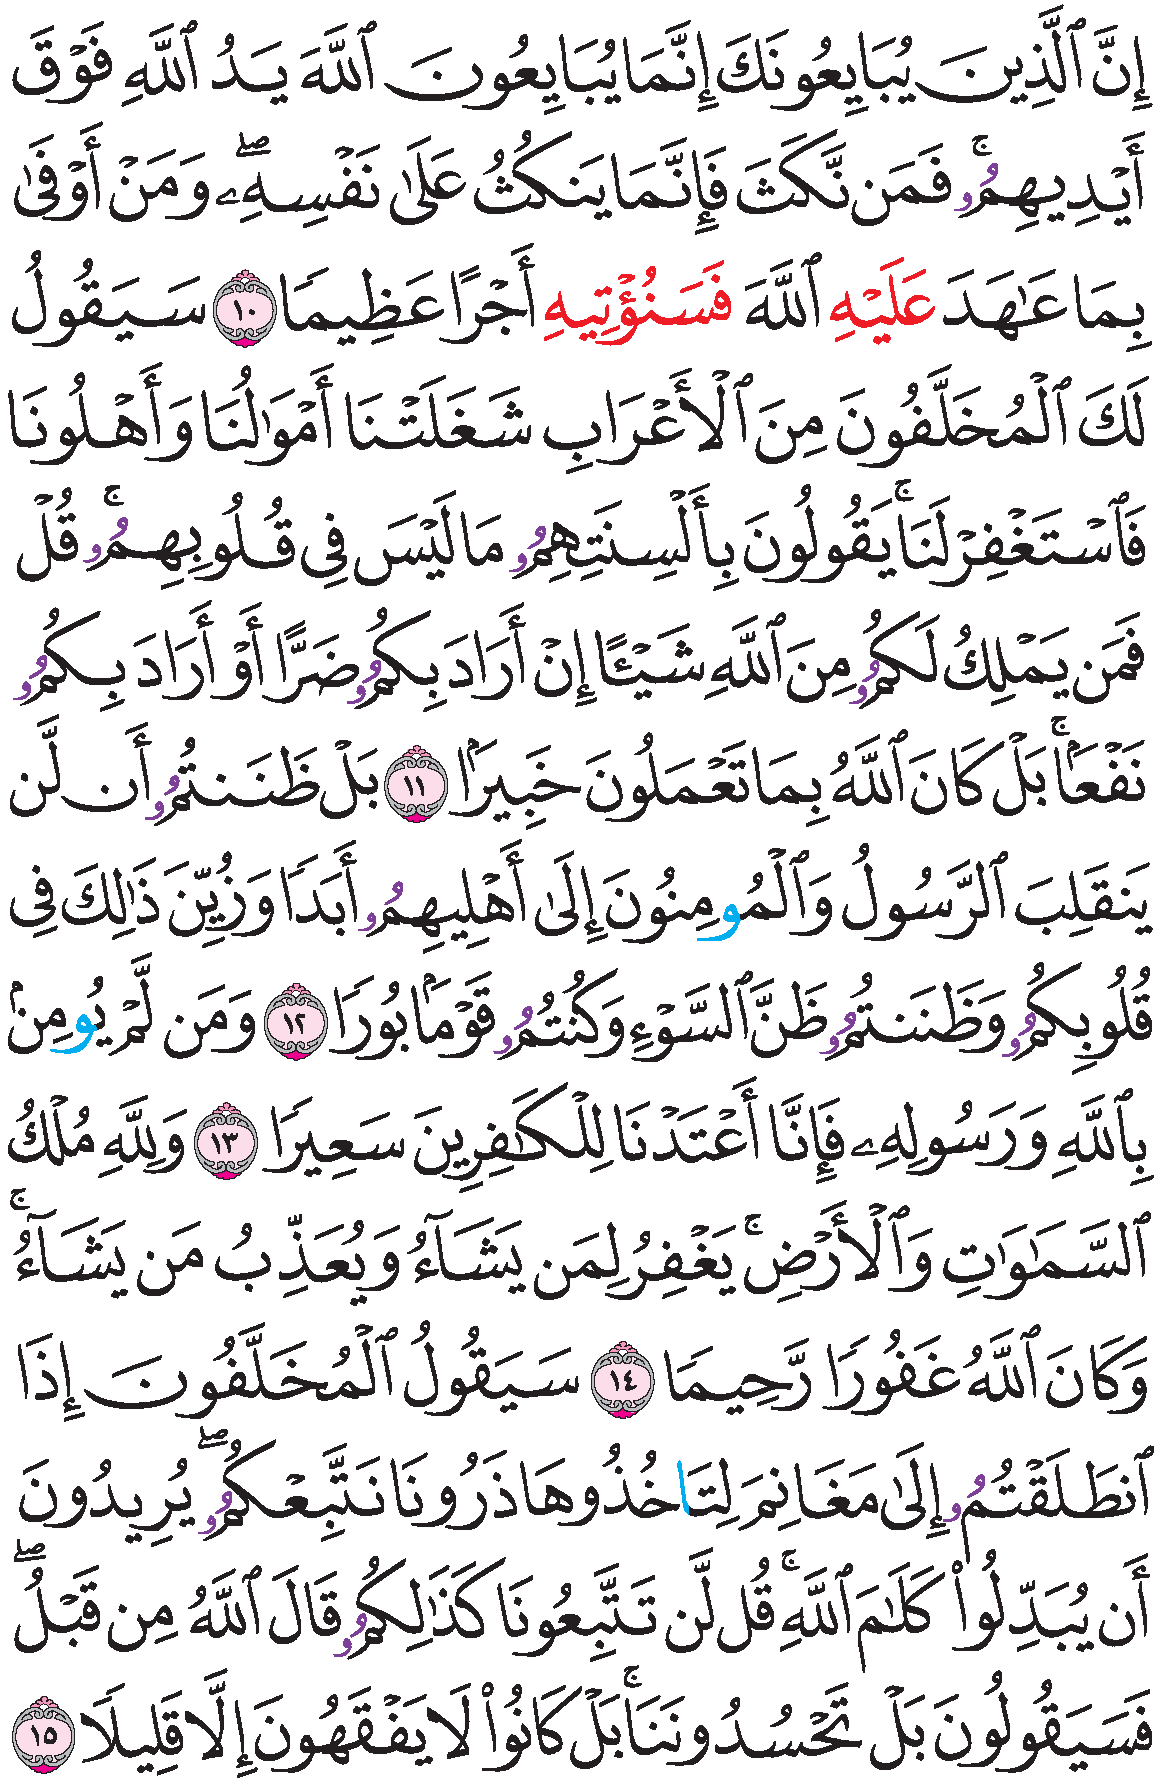 إِنَّ ٱلَّذِينَ يُبَايِعُونَكَ إِنَّمَا يُبَايِعُونَ ٱللَّهَ يَدُ ٱللَّهِ فَوْقَ
أَيْدِيهِمُۥۚ فَمَن نَّكَثَ فَإِنَّمَا يَنكُثُ عَلَىٰ نَفْسِهِۦۖ وَمَنْ أَوْفَىٰ
بِمَا عَٰهَدَ عَلَيْهِ ٱللَّهَ فَسَنُؤْتِيهِ أَجْرًا عَظِيمًا ١٠ سَيَقُولُ
لَكَ ٱلْمُخَلَّفُونَ مِنَ ٱلْأَعْرَابِ شَغَلَتْنَا أَمْوَٰلُنَا وَأَهْلُونَا
فَٱسْتَغْفِرْ لَنَاۚ يَقُولُونَ بِأَلْسِنَتِهِمُۥ مَا لَيْسَ فِى قُلُوبِهِمُۥۚ قُلْ
فَمَن يَمْلِكُ لَكُمُۥ مِنَ ٱللَّهِ شَيْـًٔا إِنْ أَرَادَ بِكُمُۥ ضَرًّا أَوْ أَرَادَ بِكُمُۥ
نَفْعَۢاۚ بَلْ كَانَ ٱللَّهُ بِمَا تَعْمَلُونَ خَبِيرَۢا ١١ بَلْ ظَنَنتُمُۥ أَن لَّن
يَنقَلِبَ ٱلرَّسُولُ وَٱلْمُومِنُونَ إِلَىٰ أَهْلِيهِمُۥ أَبَدًا وَزُيِّنَ ذَٰلِكَ فِى
قُلُوبِكُمُۥ وَظَنَنتُمُۥ ظَنَّ ٱلسَّوْءِ وَكُنتُمُۥ قَوْمَۢا بُورًا ١٢ وَمَن لَّمْ يُومِنۢ
بِٱللَّهِ وَرَسُولِهِۦ فَإِنَّا أَعْتَدْنَا لِلْكَٰفِرِينَ سَعِيرًا ١٣ وَلِلَّهِ مُلْكُ
ٱلسَّمَٰوَٰتِ وَٱلْأَرْضِۚ يَغْفِرُ لِمَن يَشَآءُ وَيُعَذِّبُ مَن يَشَآءُۚ
وَكَانَ ٱللَّهُ غَفُورًا رَّحِيمًا ١٤ سَيَقُولُ ٱلْمُخَلَّفُونَ إِذَا
ٱنطَلَقْتُمُۥ إِلَىٰ مَغَانِمَ لِتَاخُذُوهَا ذَرُونَا نَتَّبِعْكُمُۥۖ يُرِيدُونَ
أَن يُبَدِّلُوا۟ كَلَٰمَ ٱللَّهِۚ قُل لَّن تَتَّبِعُونَا كَذَٰلِكُمُۥ قَالَ ٱللَّهُ مِن قَبْلُۖ
فَسَيَقُولُونَ بَلْ تَحْسُدُونَنَاۚ بَلْ كَانُوا۟ لَا يَفْقَهُونَ إِلَّا قَلِيلًا ١٥